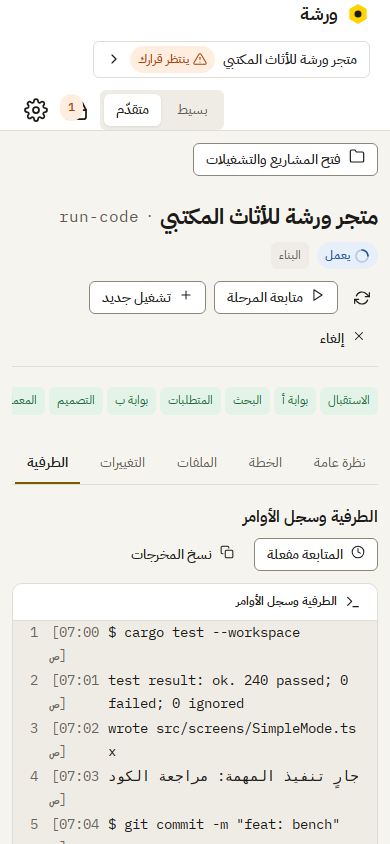 ورشة
متجر ورشة للأثاث المكتبي ينتظر قرارك
بسيط متقدّم 1
فتح المشاريع والتشغيلات
متجر ورشة للأثاث المكتبي · run-code
يعمل البناء
متابعة المرحلة تشغيل جديد
إلغاء
الاستقبال بوابة أ البحث المتطلبات بوابة ب التصميم المعم
نظرة عامة الخطة الملفات التغييرات الطرفية
الطرفية وسجل الأوامر
المتابعة مفعلة نسخ المخرجات
الطرفية وسجل الأوامر
1 [07:00 $ cargo test --workspace
ص]
2 [07:01 test result: ok. 240 passed; 0
ص] failed; 0 ignored
3 [07:02 wrote src/screens/SimpleMode.ts
ص] x
4 [07:03 جارٍ تنفيذ المهمة: مراجعة الكود
ص]
5 [07:04 $ git commit -m "feat: bench"